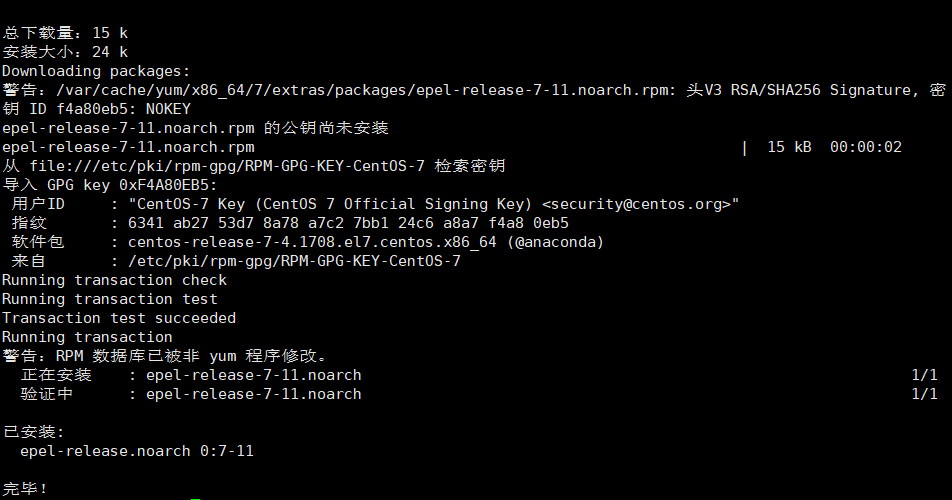 总下载量：15 k
安装大小：24 k
Downloading packages:
警告：/var/cache/yum/x86_64/7/extras/packages/epel-release-7-11.noarch.rpm: 头V3 RSA/SHA256 Signature, 密
钥 ID f4a80eb5: NOKEY
epel-release-7-11.noarch.rpm 的公钥尚未安装
epel-release-7-11.noarch.rpm | 15 kB 00:00:02
从 file:///etc/pki/rpm-gpg/RPM-GPG-KEY-CentOS-7 检索密钥
导入 GPG key 0xF4A80EB5:
用户ID : "CentOS-7 Key (CentOS 7 Official Signing Key) <security@centos.org>"
指纹 : 6341 ab27 53d7 8a78 a7c2 7bb1 24c6 a8a7 f4a8 0eb5
软件包 : centos-release-7-4.1708.el7.centos.x86_64 (@anaconda)
来自 : /etc/pki/rpm-gpg/RPM-GPG-KEY-CentOS-7
Running transaction check
Running transaction test
Transaction test succeeded
Running transaction
警告：RPM 数据库已被非 yum 程序修改。
正在安装 : epel-release-7-11.noarch 1/1
验证中 : epel-release-7-11.noarch 1/1
已安装:
epel-release.noarch 0:7-11
完毕！